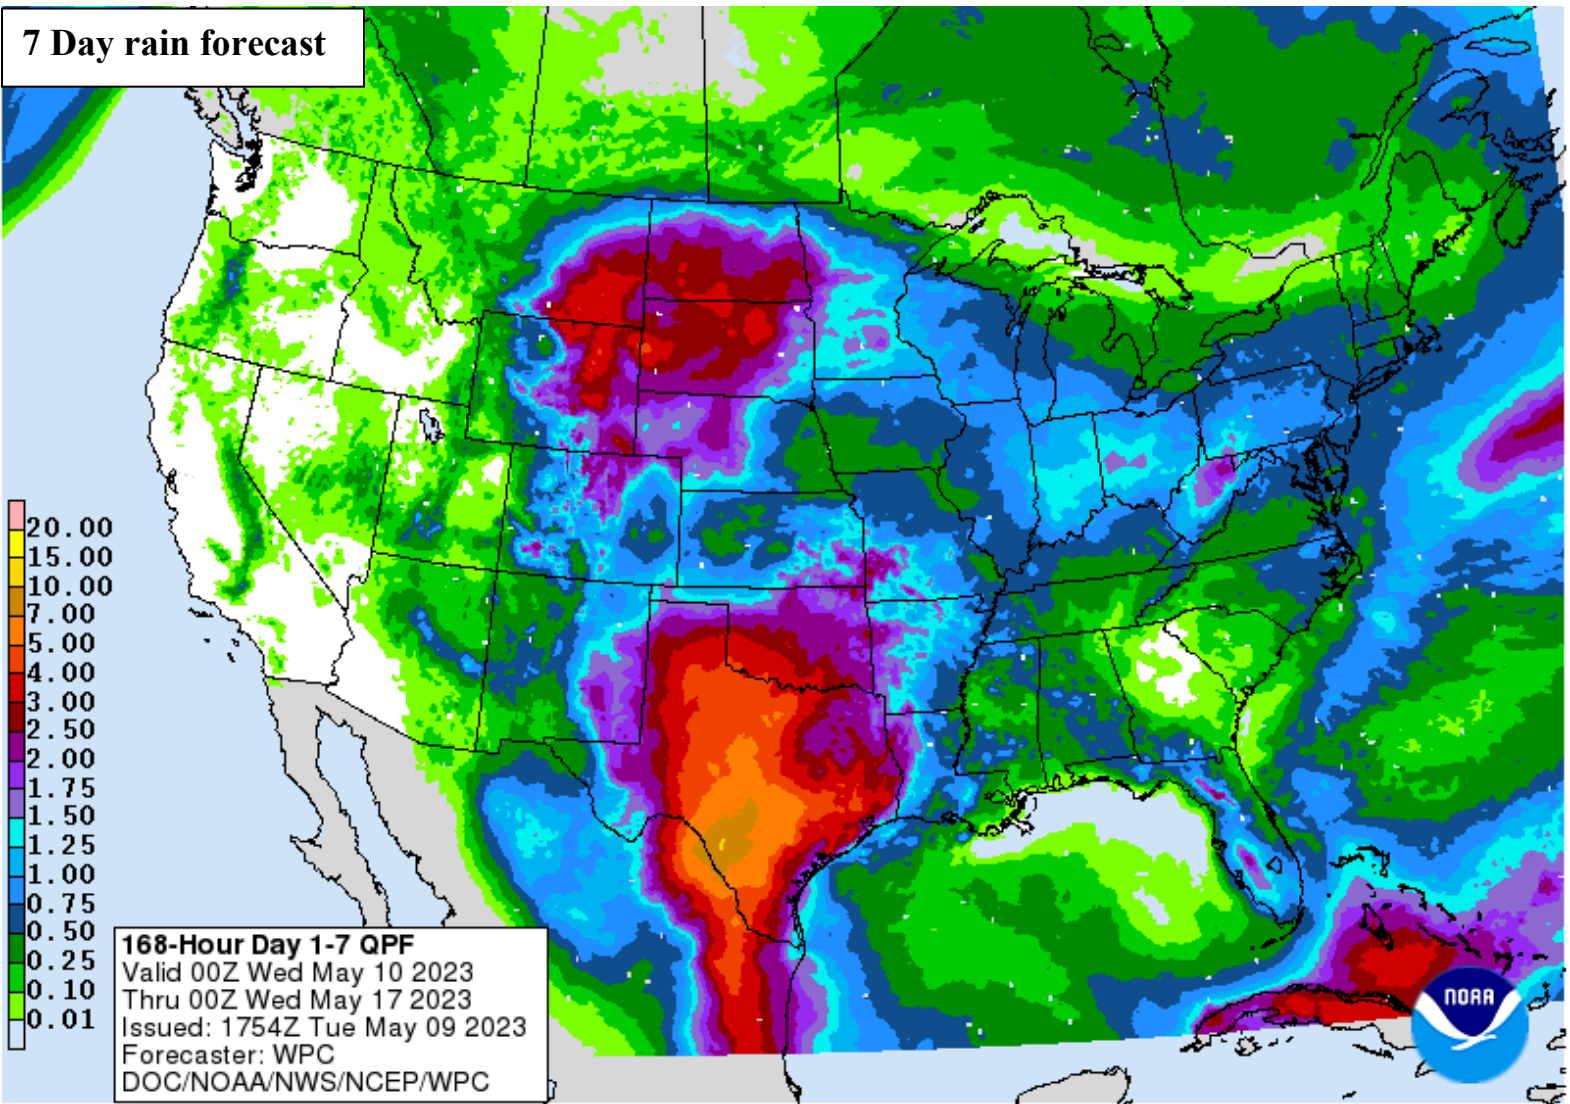 7 Day rain forecast
20.00
15.00
10.00
7.00
5.00
4.00
3.00
2.50
2.00
1.75
1.50
1.25
1.00
0.75
0.50
0.25
0.10
0.01
168-Hour Day 1-7 QPF
Valid 00Z Wed May 10 2023
Thru 00Z Wed May 17 2023
Issued: 1754Z Tue May 09 2023
Forecaster: WPC
DOC/NOAA/NWS/NCEP/WPC
NOAA